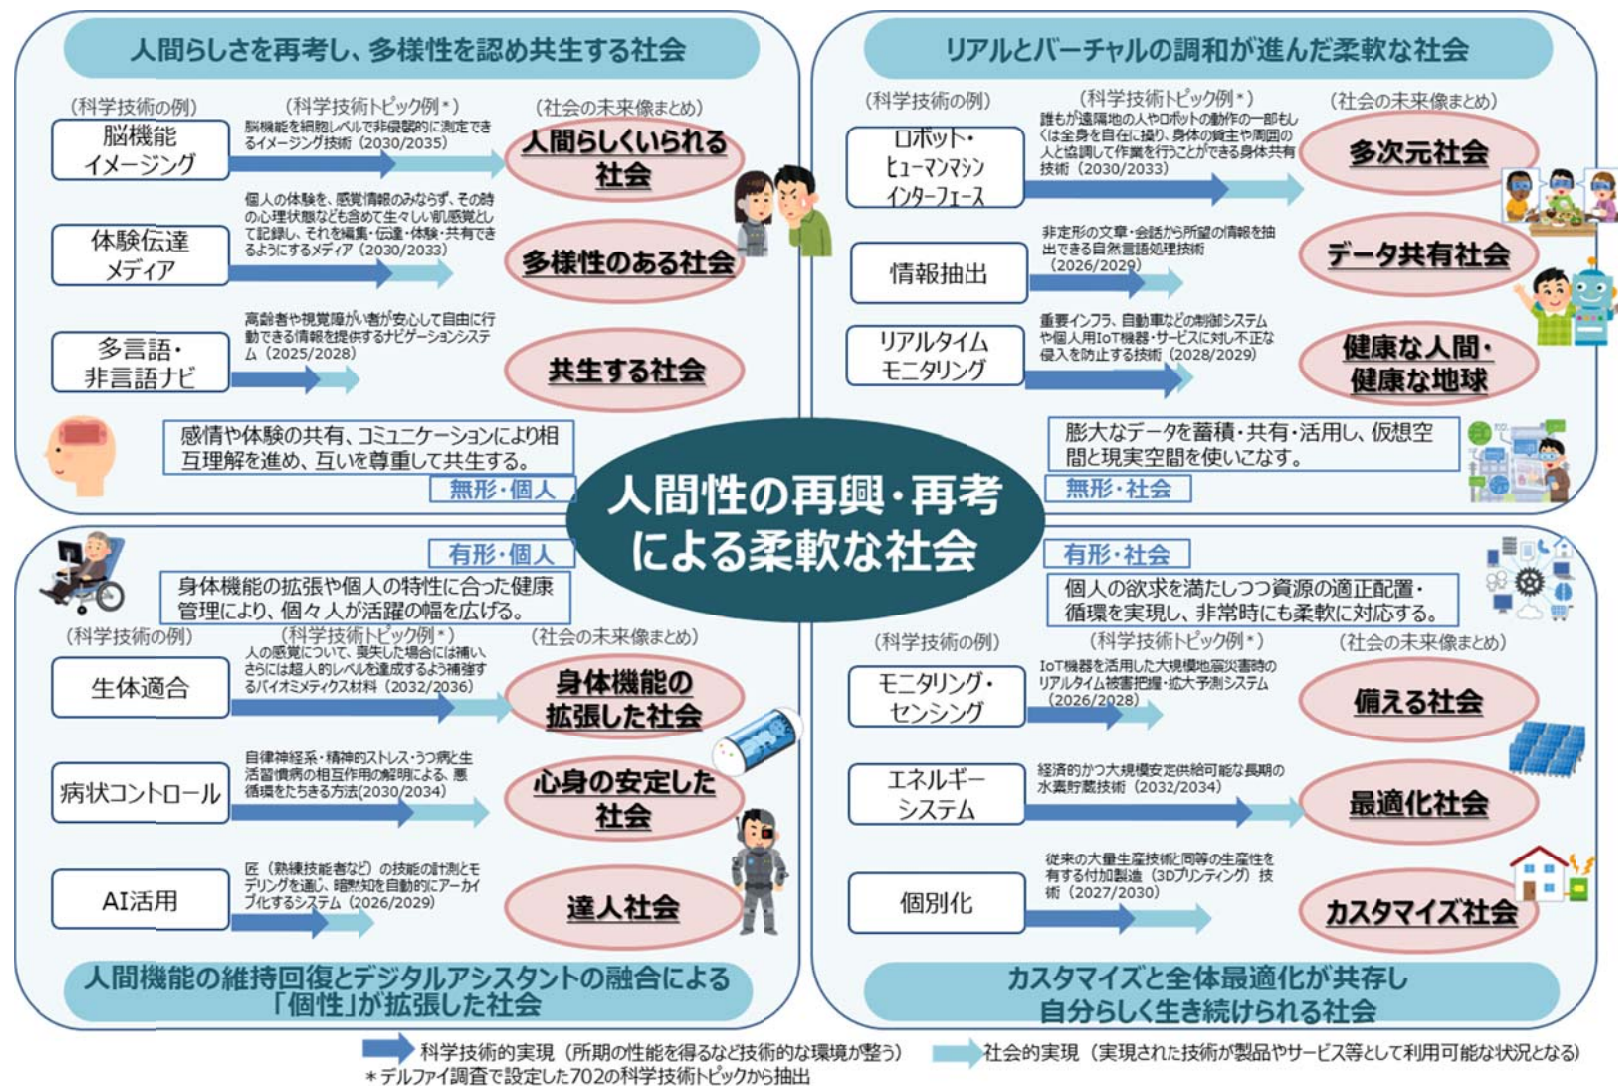 人間らしさを再考し、多様性を認め共生する社会
（科学技術の例）
（科学技術トピック例＊）
（社会の未来像まとめ）
脳機能
イメージング
脳機能を細胞レベルで非侵襲的に測定でき
るイメージング技術（2030/2035）
人間らしくいられる
社会
体験伝達
メディア
個人の体験を、感覚情報のみならず、その時
の心理状態なども含めて生々しい肌感覚とし
て記録し、それを編集・伝達・体験・共有でき
るようにするメディア（2030/2033）
多様性のある社会
多言語・
非言語ナビ
高齢者や視覚障がい者が安心して自由に行
動できる情報を提供するナビゲーションシステ
ム（2025/2028）
共生する社会
感情や体験の共有、コミュニケーションにより相
互理解を進め、互いを尊重して共生する。
無形・個人
リアルとバーチャルの調和が進んだ柔軟な社会
（科学技術の例）
（科学技術トピック例＊）
（社会の未来像まとめ）
ロボット・
ヒューマンマシン
インターフェース
誰もが遠隔地の人やロボットの動作の一部もし
くは全身を自在に操り、身体の貸主や周囲の
人と協調して作業を行うことができる身体共有
技術（2030/2033）
多次元社会
情報抽出
非定形の文章・会話から所望の情報を抽
出できる自然言語処理技術
（2026/2029）
データ共有社会
リアルタイム
モニタリング
重要インフラ、自動車などの制御システム
や個人用IoT機器・サービスに対し不正な
侵入を防止する技術（2028/2029）
健康な人間・
健康な地球
膨大なデータを蓄積・共有・活用し、仮想空
間と現実空間を使いこなす。
無形・社会
人間性の再興・再考
による柔軟な社会
有形・個人
身体機能の拡張や個人の特性に合った健康
管理により、個々人が活躍の幅を広げる。
（科学技術の例）
（科学技術トピック例＊）
（社会の未来像まとめ）
生体適合
人の感覚について、喪失した場合には補い、
さらには超人的レベルを達成するよう補強す
るバイオミメティクス材料（2032/2036）
身体機能の
拡張した社会
病状コントロール
自律神経系・精神的ストレス・うつ病と生
活習慣病の相互作用の解明による、悪
循環をたちきる方法(2030/2034）
心身の安定した
社会
AI活用
匠（熟練技能者など）の技能の計測とモ
デリングを通じ、暗黙知を自動的にアーカイ
ブ化するシステム（2026/2029）
達人社会
人間機能の維持回復とデジタルアシスタントの融合による
「個性」が拡張した社会
有形・社会
個人の欲求を満たしつつ資源の適正配置・
循環を実現し、非常時にも柔軟に対応する。
（科学技術の例）
（科学技術トピック例＊）
（社会の未来像まとめ）
モニタリング・
センシング
IoT機器を活用した大規模地震災害時の
リアルタイム被害把握・拡大予測システム
（2026/2028）
備える社会
エネルギー
システム
経済的かつ大規模安定供給可能な長期の
水素貯蔵技術（2032/2034）
最適化社会
個別化
従来の大量生産技術と同等の生産性を
有する付加製造（3Dプリンティング）技
術（2027/2030）
カスタマイズ社会
カスタマイズと全体最適化が共存し
自分らしく生き続けられる社会
科学技術的実現（所期の性能を得るなど技術的な環境が整う）
社会的実現（実現された技術が製品やサービス等として利用可能な状況となる）
＊デルファイ調査で設定した702の科学技術トピックから抽出